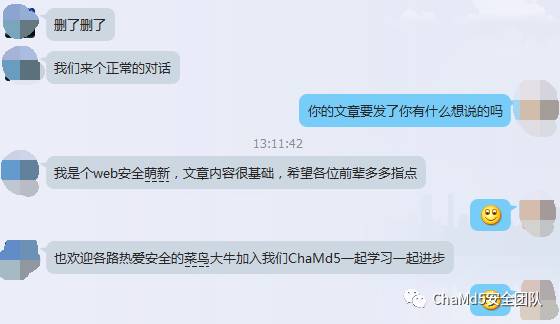 删了删了
我们来个正常的对话
你的文章要发了你有什么想说的吗
13:11:42
我是个web安全萌新，文章内容很基础，希望各位前辈多多指点
也欢迎各路热爱安全的菜鸟大牛加入我们ChaMd5一起学习一起进步
ChaMd5安全团队